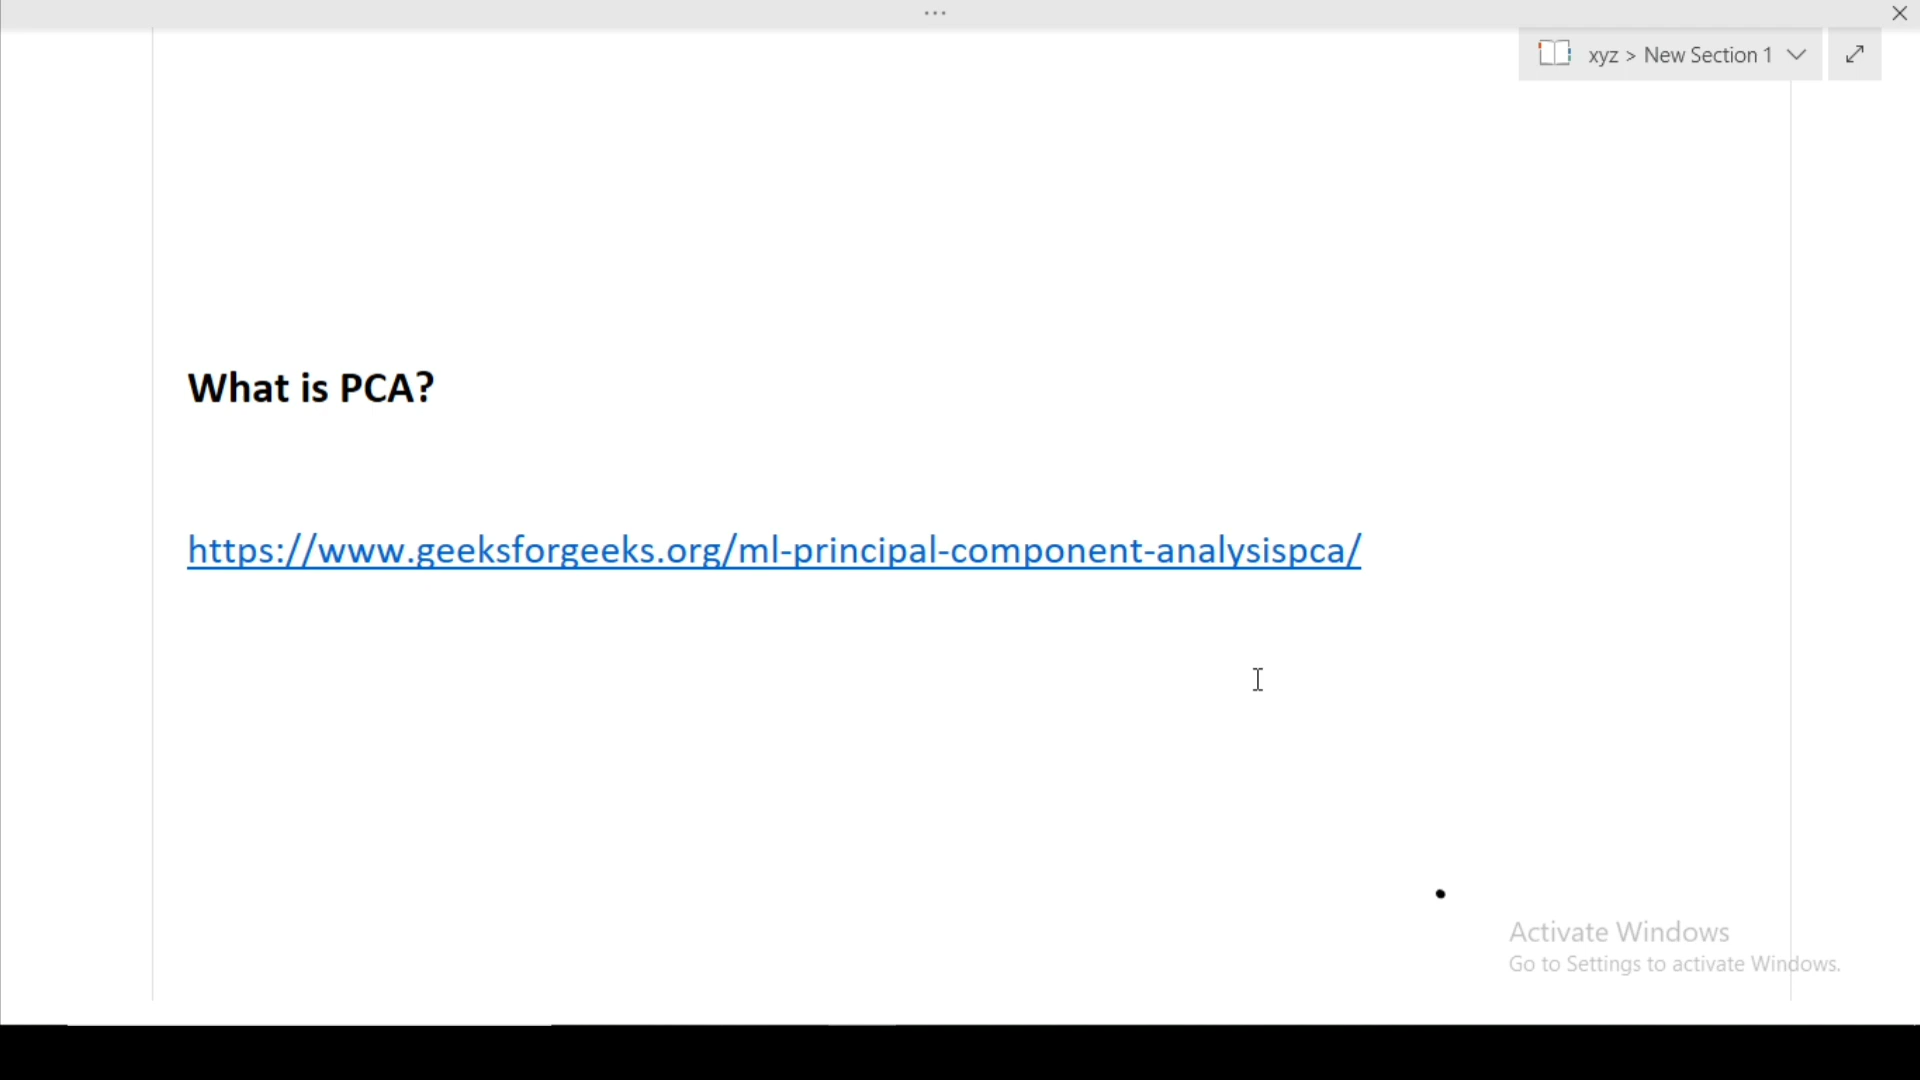 ...
xyz > New Section 1
What is PCA?
https://www.geeksforgeeks.org/ml-principal-component-analysispca/
Activate Windows
Go to Settings to activate Windows.